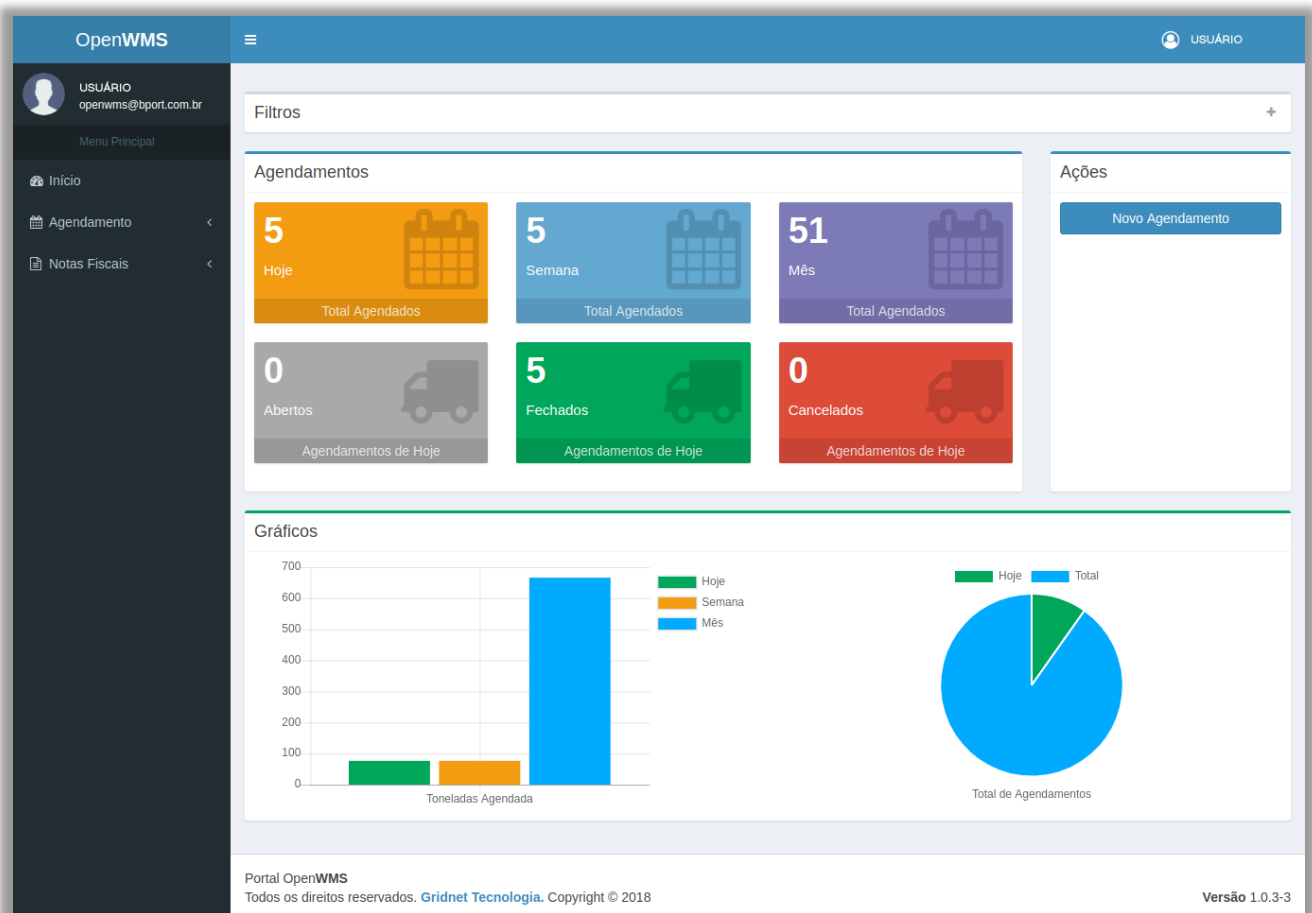 OpenWMS
USUÁRIO
USUÁRIO
openwms@bport.com.br
Menu Principal
Início
Agendamento
Notas Fiscais
Filtros
Agendamentos
5
Hoje
Total Agendados
5
Semana
Total Agendados
51
Mês
Total Agendados
0
Abertos
Agendamentos de Hoje
5
Fechados
Agendamentos de Hoje
0
Cancelados
Agendamentos de Hoje
Ações
Novo Agendamento
Gráficos
700
600
500
400
300
200
100
0
Toneladas Agendada
Hoje
Semana
Mês
Hoje Total
Total de Agendamentos
Portal OpenWMS
Todos os direitos reservados. Gridnet Tecnologia. Copyright © 2018
Versão 1.0.3-3